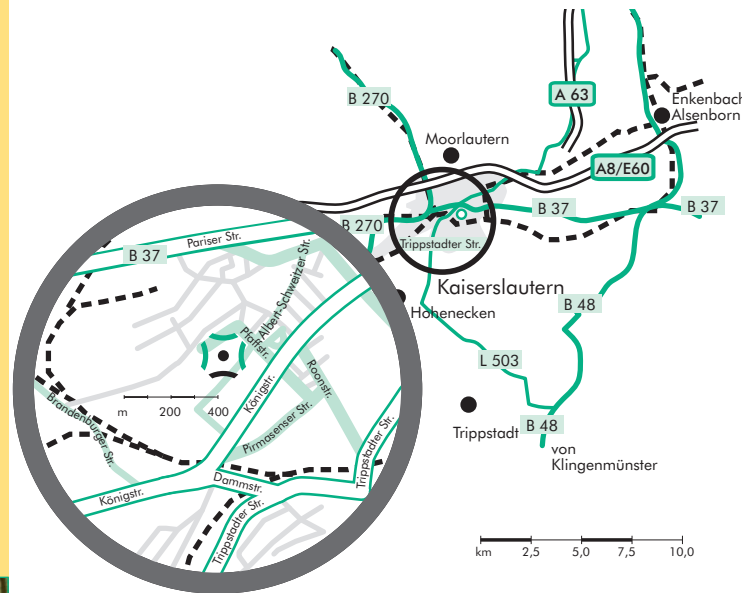 B 270
A 63
Enkenbach
Alsenborn
Moorlautern
A8/E60
B 270
B 37
B 37
Trippstadter Str.
Kaiserslautern
Hohenecken
B 48
L 503
Trippstadt
B 48
von
Klingenmünster
km 2,5 5,0 7,5 10,0
Pariser Str.
B 37
Albert-Schweitzer Str.
Pfaffstr.
Roonstr.
Königstr.
m 200 400
Brandenburger Str.
Pirmasenser Str.
Trippstadter Str.
Dammstr.
Königstr.
Trippstadter Str.